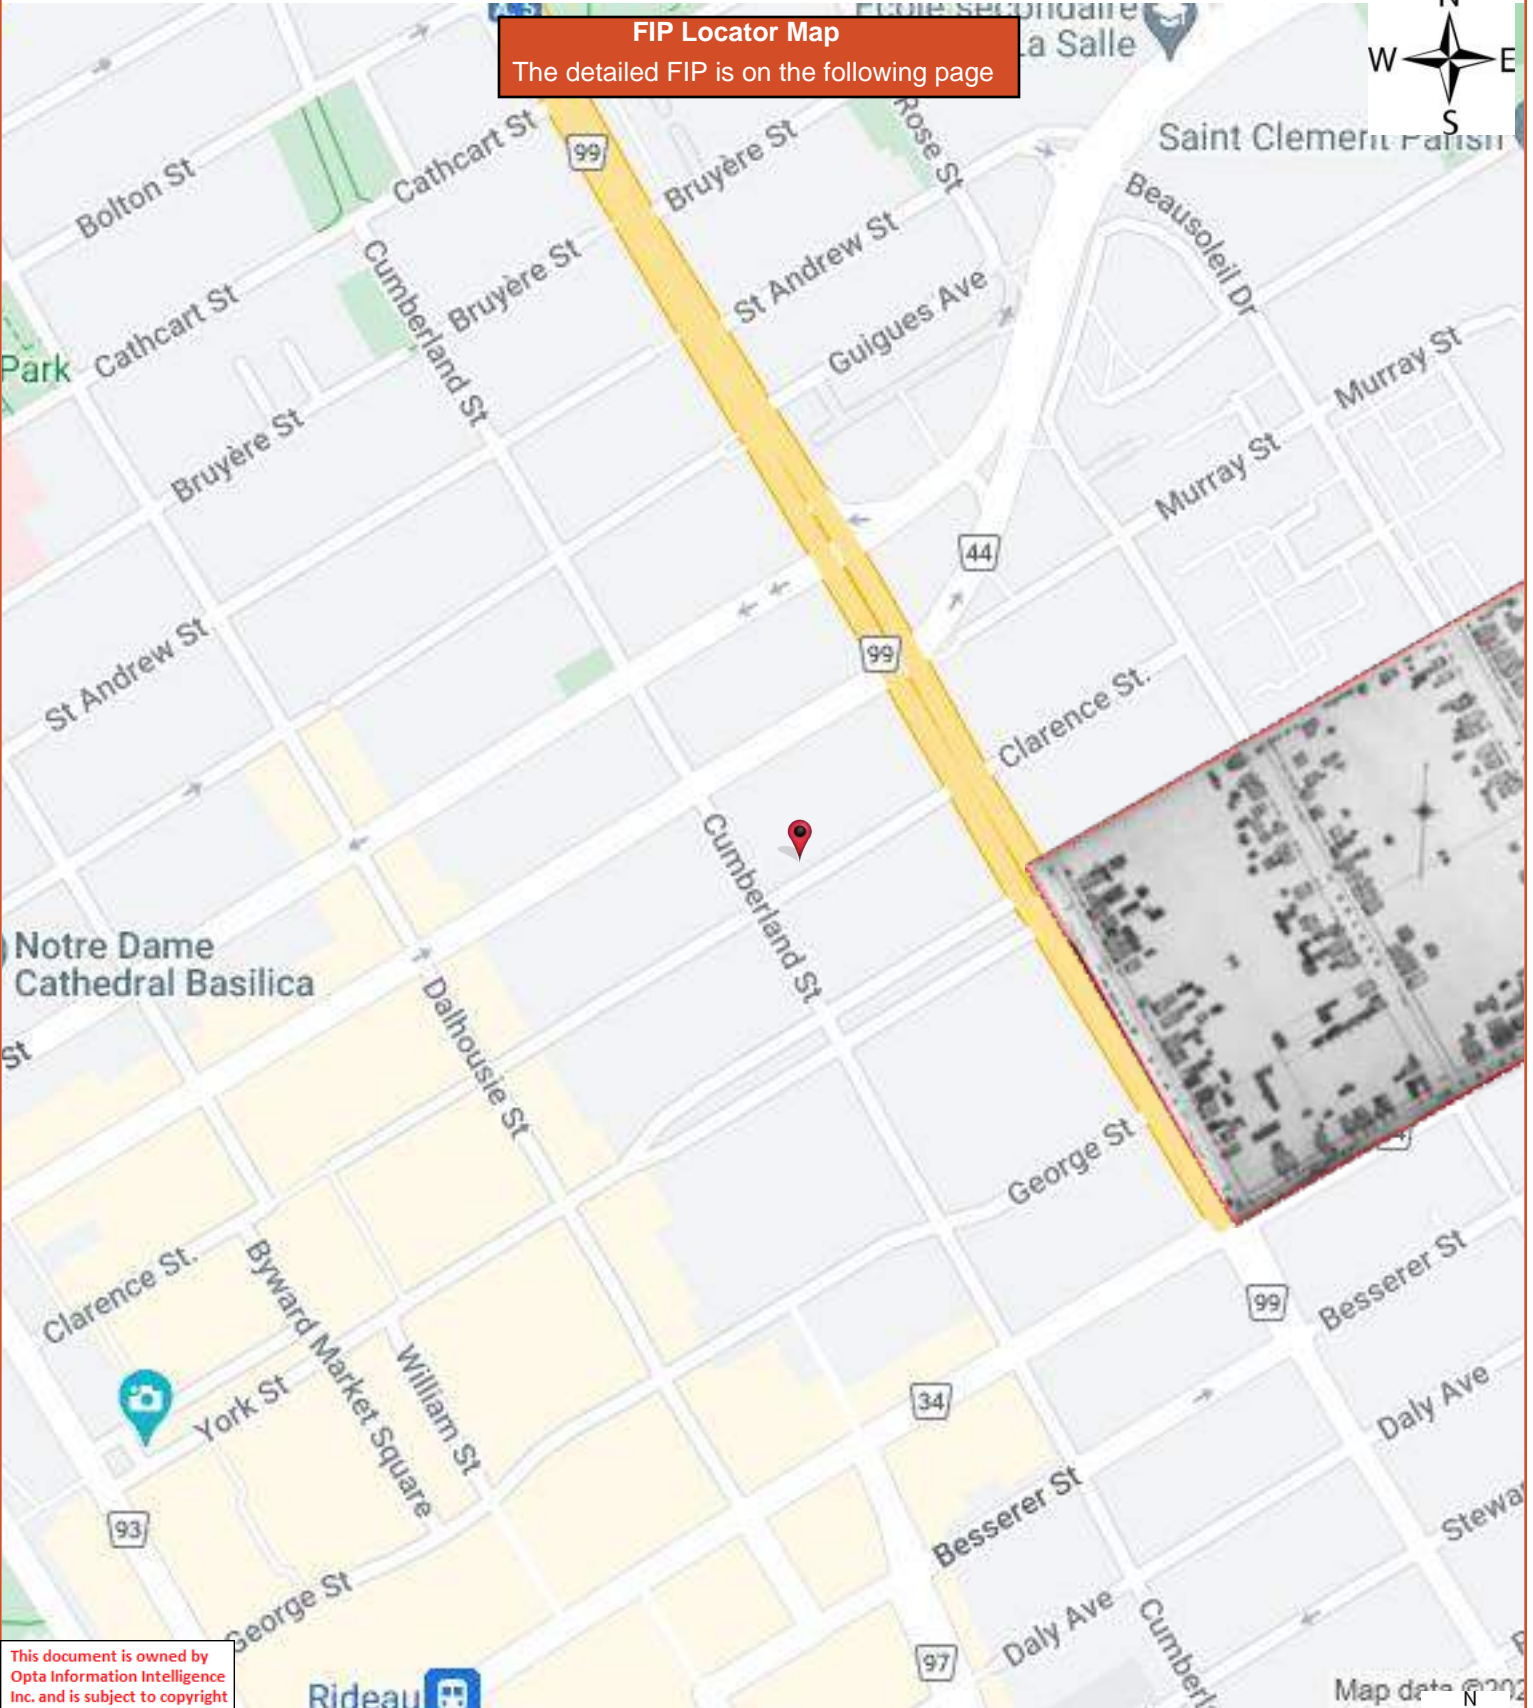 FIP Locator Map
The detailed FIP is on the following page
N
W
E
S
École secondaire
La Salle
Saint Clement Parish
Bolton St
Cathcart St
99
Bruyère St
Rose St
Beausoleil Dr
Cumberland St
Bruyère St
St Andrew St
Guigues Ave
Cathcart St
Park
Murray St
Bruyère St
Murray St
44
St Andrew St
99
Clarence St.
Cumberland St
Notre Dame
Cathedral Basilica
St
Dalhousie St
George St
Clarence St.
Byward Market Square
99
Besserer St
York St
William St
34
Daly Ave
93
Besserer St
George St
Daly Ave
97
Rideau
Map data
N
This document is owned by
Opta Information Intelligence
Inc. and is subject to copyright